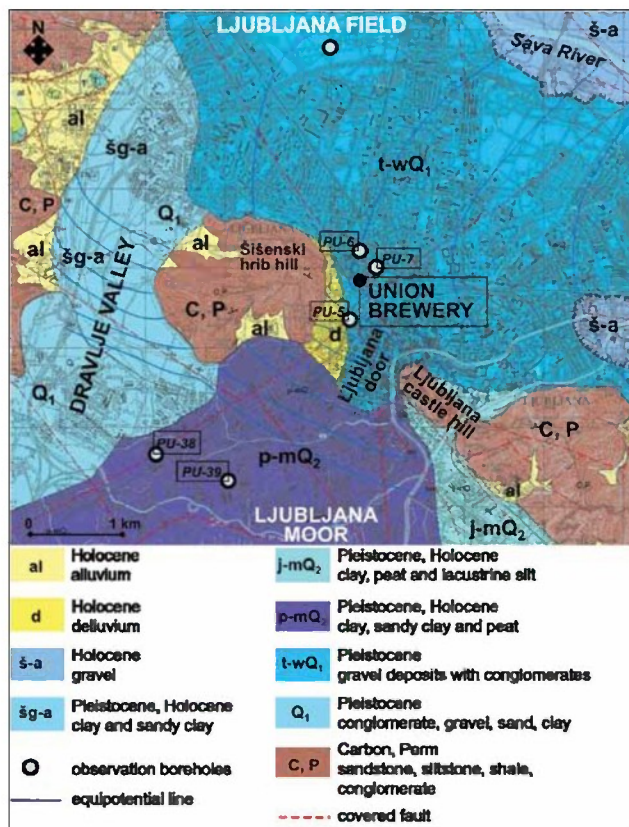 LJUBLJANA FIELD
N
š-a
Sava River
al
šg-a
t-wQ₁
C, P
Q₁
al
al
šg-a
Šišenski
hrib hill
PU-6
PU-7
UNION
BREWERY
C, P
PU-5
al
d
š-a
DRAVLJE VALLEY
Ljubljana
door
Ljubljana
castle hill
Q₁
C, P
PU-38
p-mQ₂
PU-39
al
1 km
0
LJUBLJANA
MOOR
j-mQ₂
al Holocene
alluvium
d Holocene
delluvium
š-a Holocene
gravel
šg-a Pleistocene, Holocene
clay and sandy clay
observation boreholes
equipotential line
j-mQ₂ Pleistocene, Holocene
clay, peat and lacustrine silt
p-mQ₂ Pleistocene, Holocene
clay, sandy clay and peat
t-wQ₁ Pleistocene
gravel deposits with conglomerates
Q₁ Pleistocene
conglomerate, gravel, sand, clay
C, P Carbon, Perm
sandstone, siltstone, shale,
conglomerate
covered fault